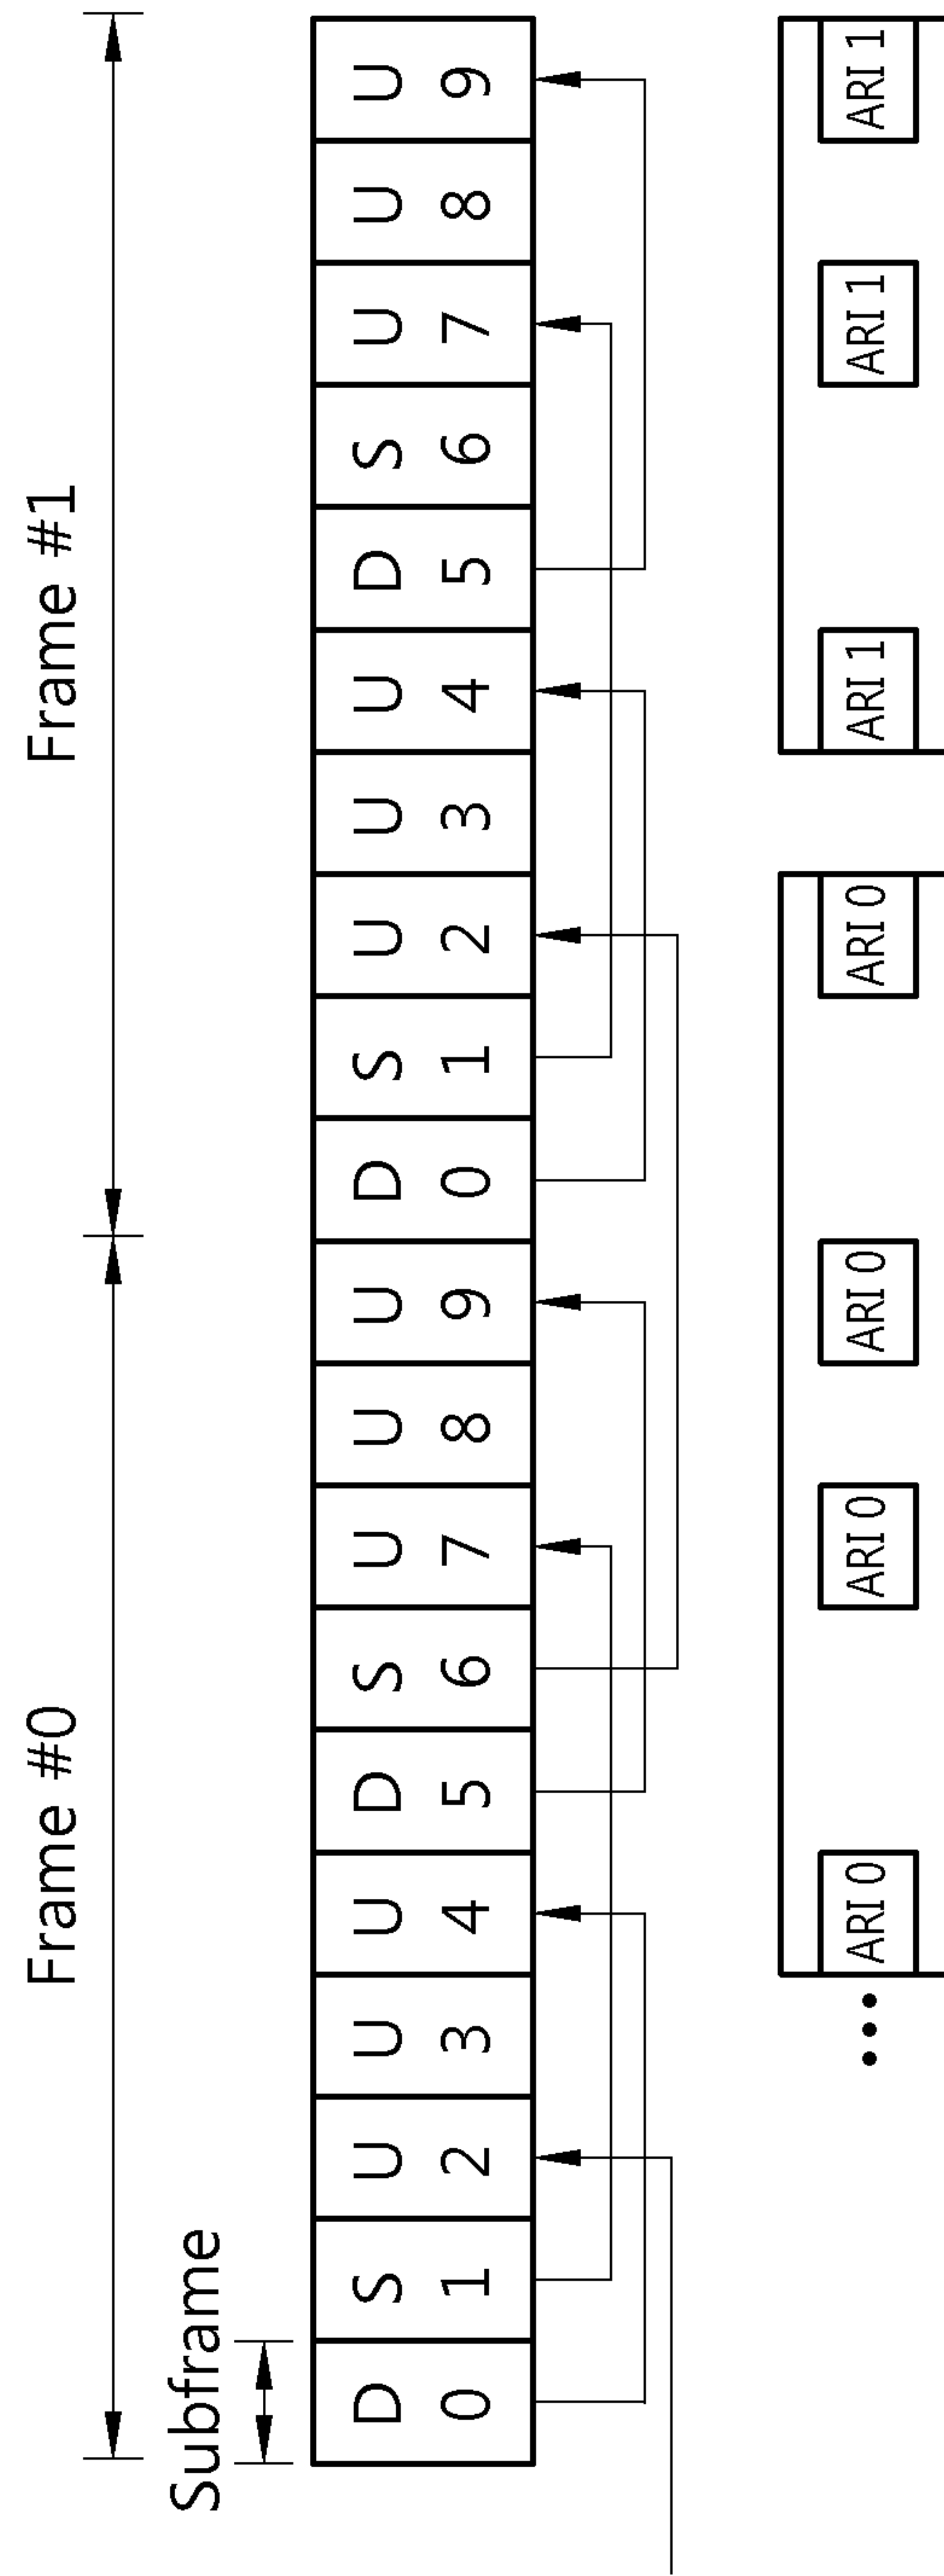 Frame #0 Frame #1
Subframe
D S U U U D S U U U D S U U U D S U U U
0 1 2 3 4 5 6 7 8 9 0 1 2 3 4 5 6 7 8 9
••• ARI 0 ARI 0 ARI 0 ARI 0 ARI 1 ARI 1 ARI 1